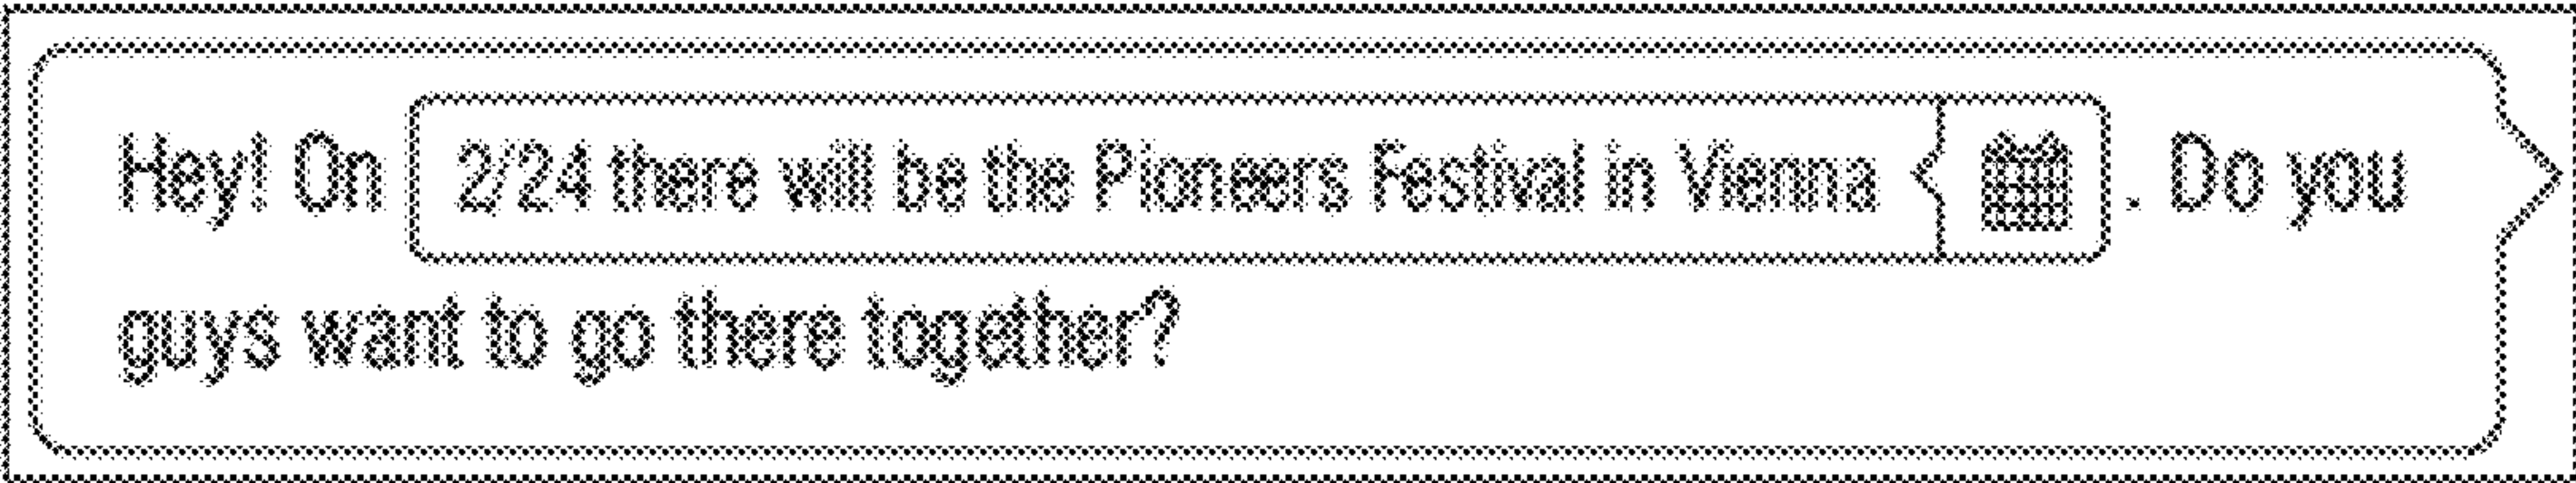 Hey! On 2/24 there will be the Pioneers Festival in Vienna . Do you
guys want to go there together?